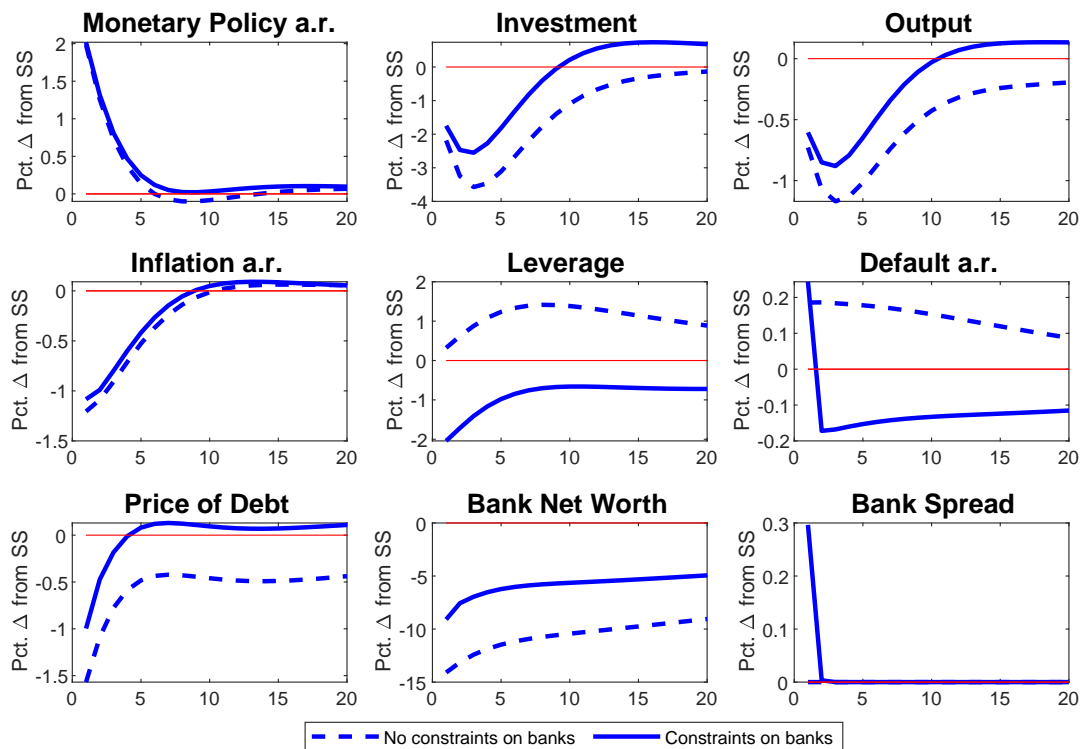 Monetary Policy a.r.
Investment
Output
Pct. Δ from SS
2
1.5
1
0.5
0
0 5 10 15 20
Pct. Δ from SS
0
-1
-2
-3
-4
0 5 10 15 20
Pct. Δ from SS
0
-0.5
-1
0 5 10 15 20
Inflation a.r.
Leverage
Default a.r.
Pct. Δ from SS
0
-0.5
-1
-1.5
0 5 10 15 20
Pct. Δ from SS
2
1
0
-1
-2
0 5 10 15 20
Pct. Δ from SS
0.2
0.1
0
-0.1
-0.2
0 5 10 15 20
Price of Debt
Bank Net Worth
Bank Spread
Pct. Δ from SS
0
-0.5
-1
-1.5
0 5 10 15 20
Pct. Δ from SS
0
-5
-10
-15
0 5 10 15 20
Pct. Δ from SS
0.3
0.2
0.1
0
0 5 10 15 20
No constraints on banks Constraints on banks